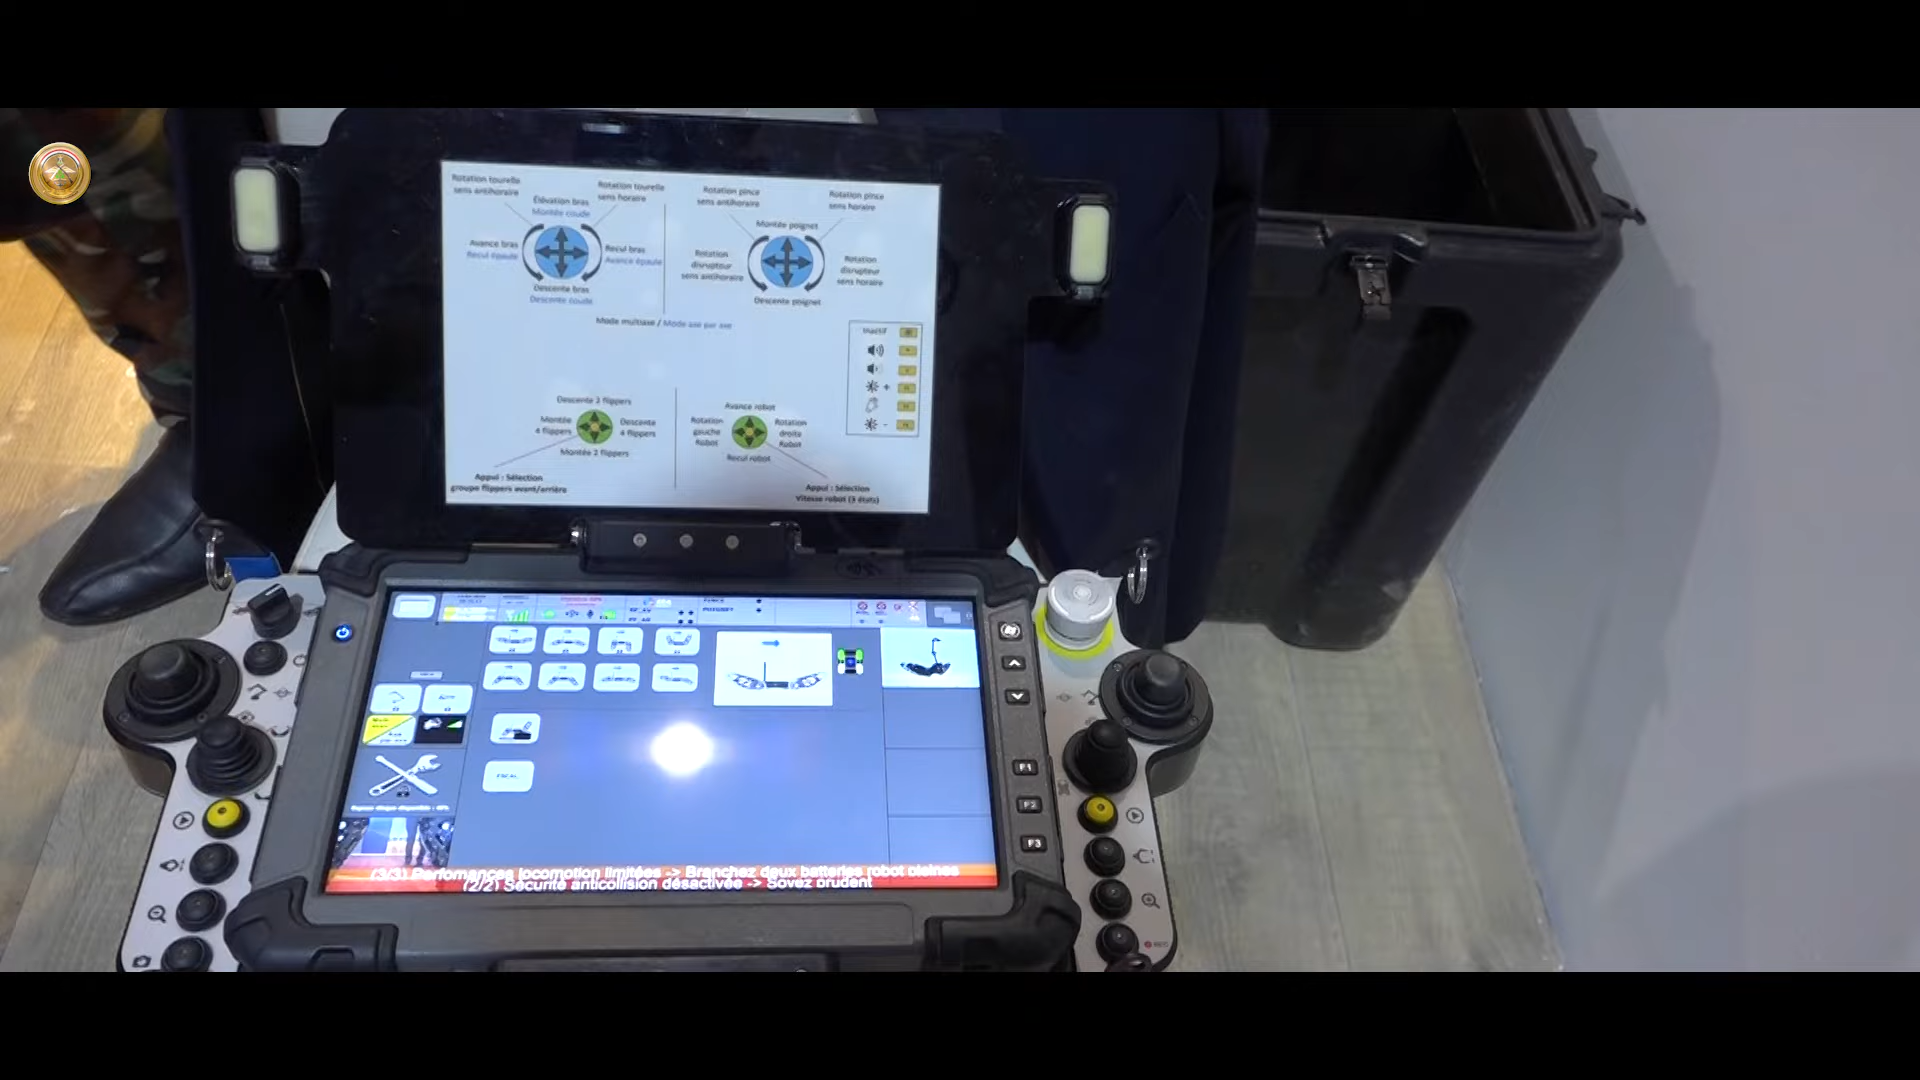 Rotation tourelle
sens antihoraire
Rotation tourelle
sens horaire
Élévation bras
Montée coude
Avance bras
Recul épaule
Recul bras
Avance épaule
Descente bras
Descente coude
Rotation pince
sens antihoraire
Rotation pince
sens horaire
Montée poignet
Rotation
disrupteur
sens antihoraire
Rotation
disrupteur
sens horaire
Descente poignet
Mode multiaxe / Mode axe par axe
Inactif
+
-
Descente 2 flippers
Montée
4 flippers
Descente
4 flippers
Montée 2 flippers
Appui : Sélection
groupe flippers avant/arrière
Avance robot
Rotation
gauche
Robot
Rotation
droite
Robot
Recul robot
Appui : Sélection
Vitesse robot (3 états)
F1
F2
F3
REC
(3/3) Performances locomotion limitées -> Branchez deux batteries robot pleines
(2/2) Sécurité anticollision désactivée -> Soyez prudent